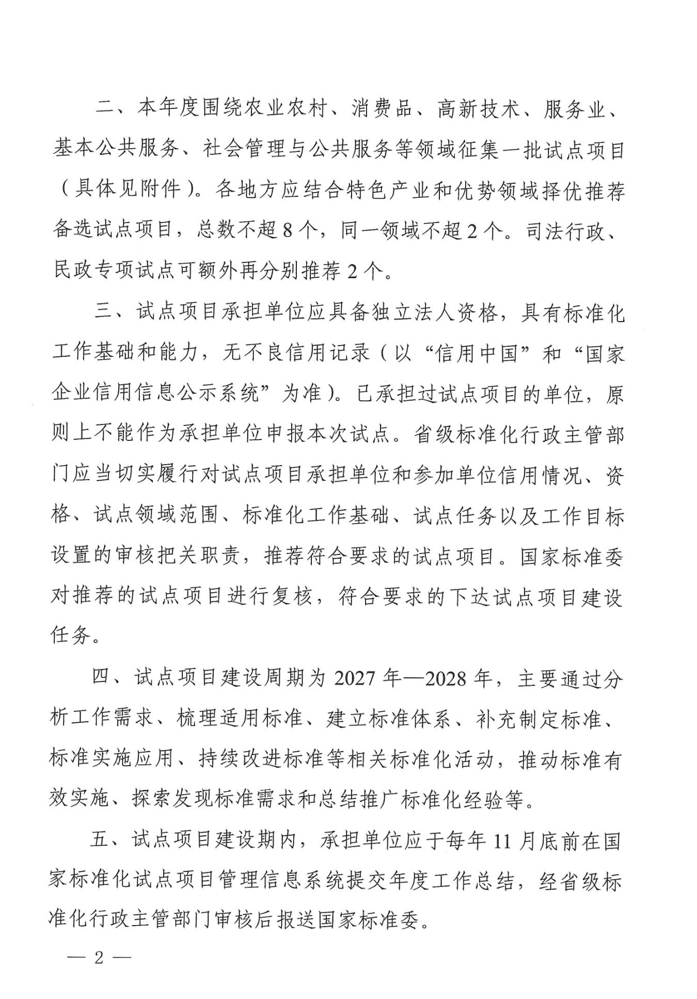 二、本年度围绕农业农村、消费品、高新技术、服务业、
基本公共服务、社会管理与公共服务等领域征集一批试点项目
（具体见附件）。各地方应结合特色产业和优势领域择优推荐
备选试点项目，总数不超 8 个，同一领域不超 2 个。司法行政、
民政专项试点可额外再分别推荐 2 个。
三、试点项目承担单位应具备独立法人资格，具有标准化
工作基础和能力，无不良信用记录（以“信用中国”和“国家
企业信用信息公示系统”为准）。已承担过试点项目的单位，原
则上不能作为承担单位申报本次试点。省级标准化行政主管部
门应当切实履行对试点项目承担单位和参加单位信用情况、资
格、试点领域范围、标准化工作基础、试点任务以及工作目标
设置的审核把关职责，推荐符合要求的试点项目。国家标准委
对推荐的试点项目进行复核，符合要求的下达试点项目建设
任务。
四、试点项目建设周期为 2027 年—2028 年，主要通过分
析工作需求、梳理适用标准、建立标准体系、补充制定标准、
标准实施应用、持续改进标准等相关标准化活动，推动标准有
效实施、探索发现标准需求和总结推广标准化经验等。
五、试点项目建设期内，承担单位应于每年 11 月底前在国
家标准化试点项目管理信息系统提交年度工作总结，经省级标
准化行政主管部门审核后报送国家标准委。
— 2 —